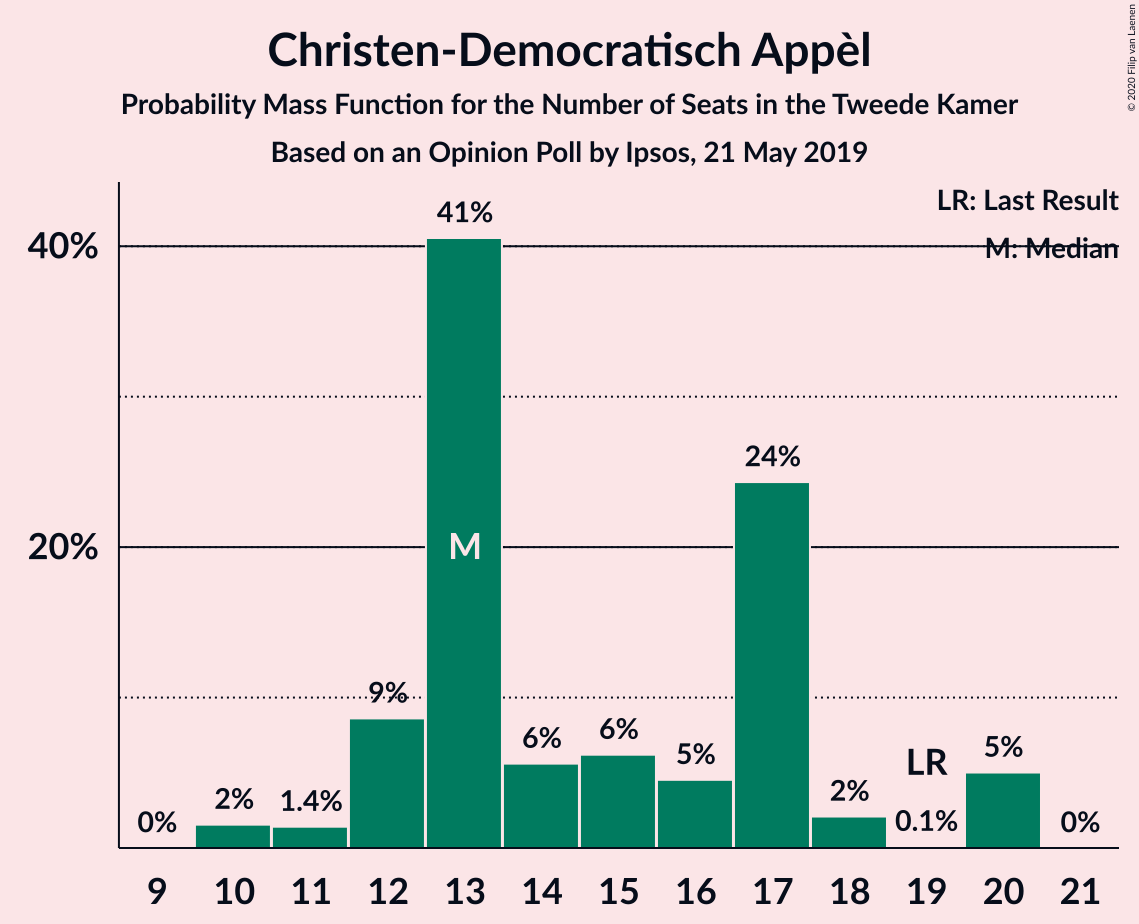 Christen-Democratisch Appèl
Probability Mass Function for the Number of Seats in the Tweede Kamer
Based on an Opinion Poll by Ipsos, 21 May 2019
© 2020 Filip van Laenen
LR: Last Result
M: Median
40%
20%
0%
2%
1.4%
9%
41%
M
6%
6%
5%
24%
2%
LR
0.1%
5%
0%
9 10 11 12 13 14 15 16 17 18 19 20 21